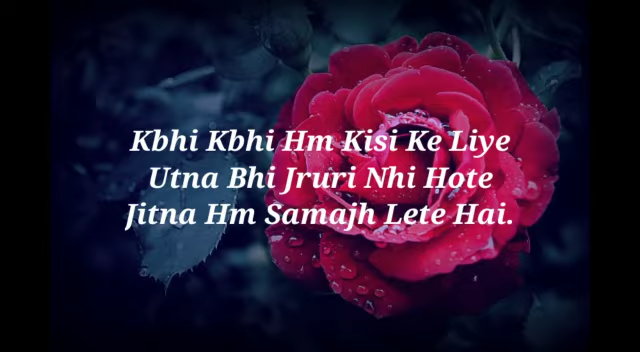 Kbhi Kbhi Hm Kisi Ke Liye
Utna Bhi Jruri Nhi Hote
Jitna Hm Samajh Lete Hai.